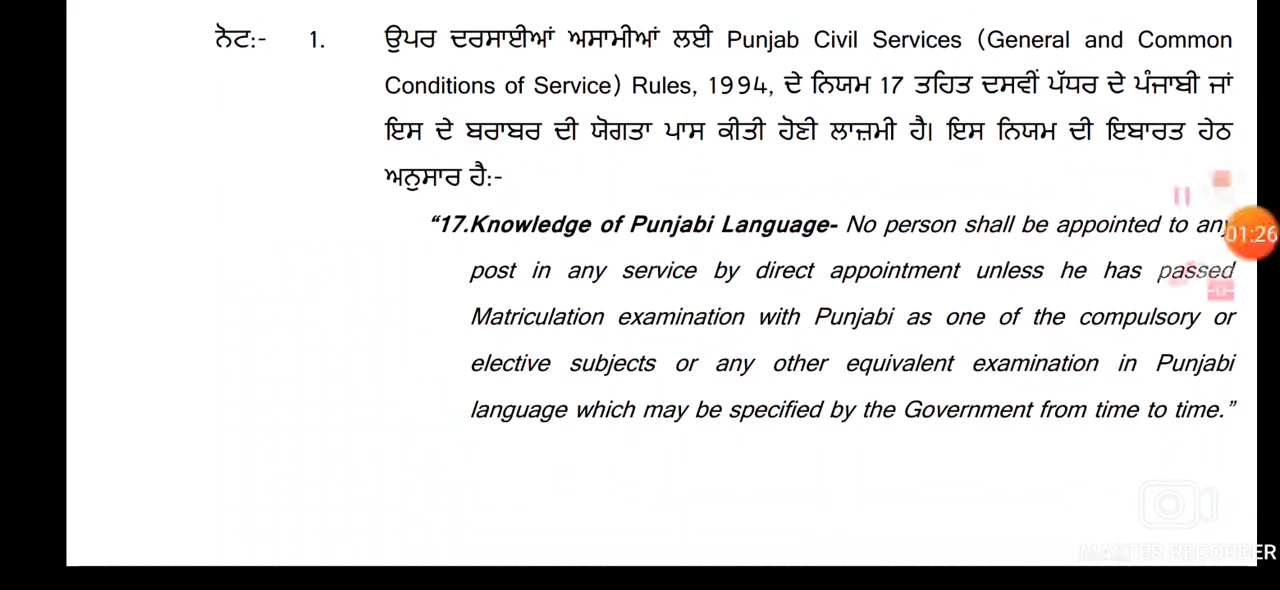 ਨੋਟ:- 1. ਉਪਰ ਦਰਸਾਈਆਂ ਅਸਾਮੀਆਂ ਲਈ Punjab Civil Services (General and Common
Conditions of Service) Rules, 1994, ਦੇ ਨਿਯਮ 17 ਤਹਿਤ ਦਸਵੀਂ ਪੱਧਰ ਦੇ ਪੰਜਾਬੀ ਜਾਂ
ਇਸ ਦੇ ਬਰਾਬਰ ਦੀ ਯੋਗਤਾ ਪਾਸ ਕੀਤੀ ਹੋਣੀ ਲਾਜ਼ਮੀ ਹੈ। ਇਸ ਨਿਯਮ ਦੀ ਇਬਾਰਤ ਹੇਠ
ਅਨੁਸਾਰ ਹੈ:-
“17.Knowledge of Punjabi Language- No person shall be appointed to any
01:26
post in any service by direct appointment unless he has passed
Matriculation examination with Punjabi as one of the compulsory or
elective subjects or any other equivalent examination in Punjabi
language which may be specified by the Government from time to time.”
MASTER RECORDER